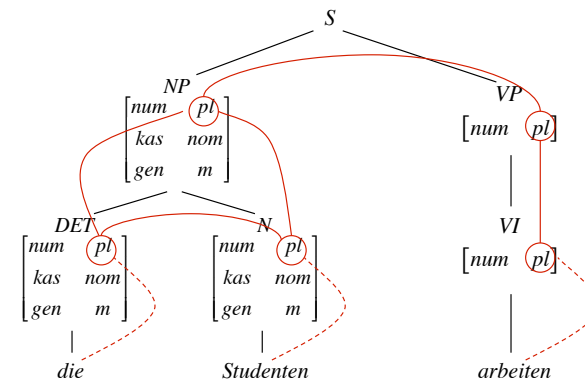 S
NP VP
num pl
kas nom
gen m
[num pl]
DET N VI
num pl num pl [num pl]
kas nom kas nom
gen m gen m
die Studenten arbeiten